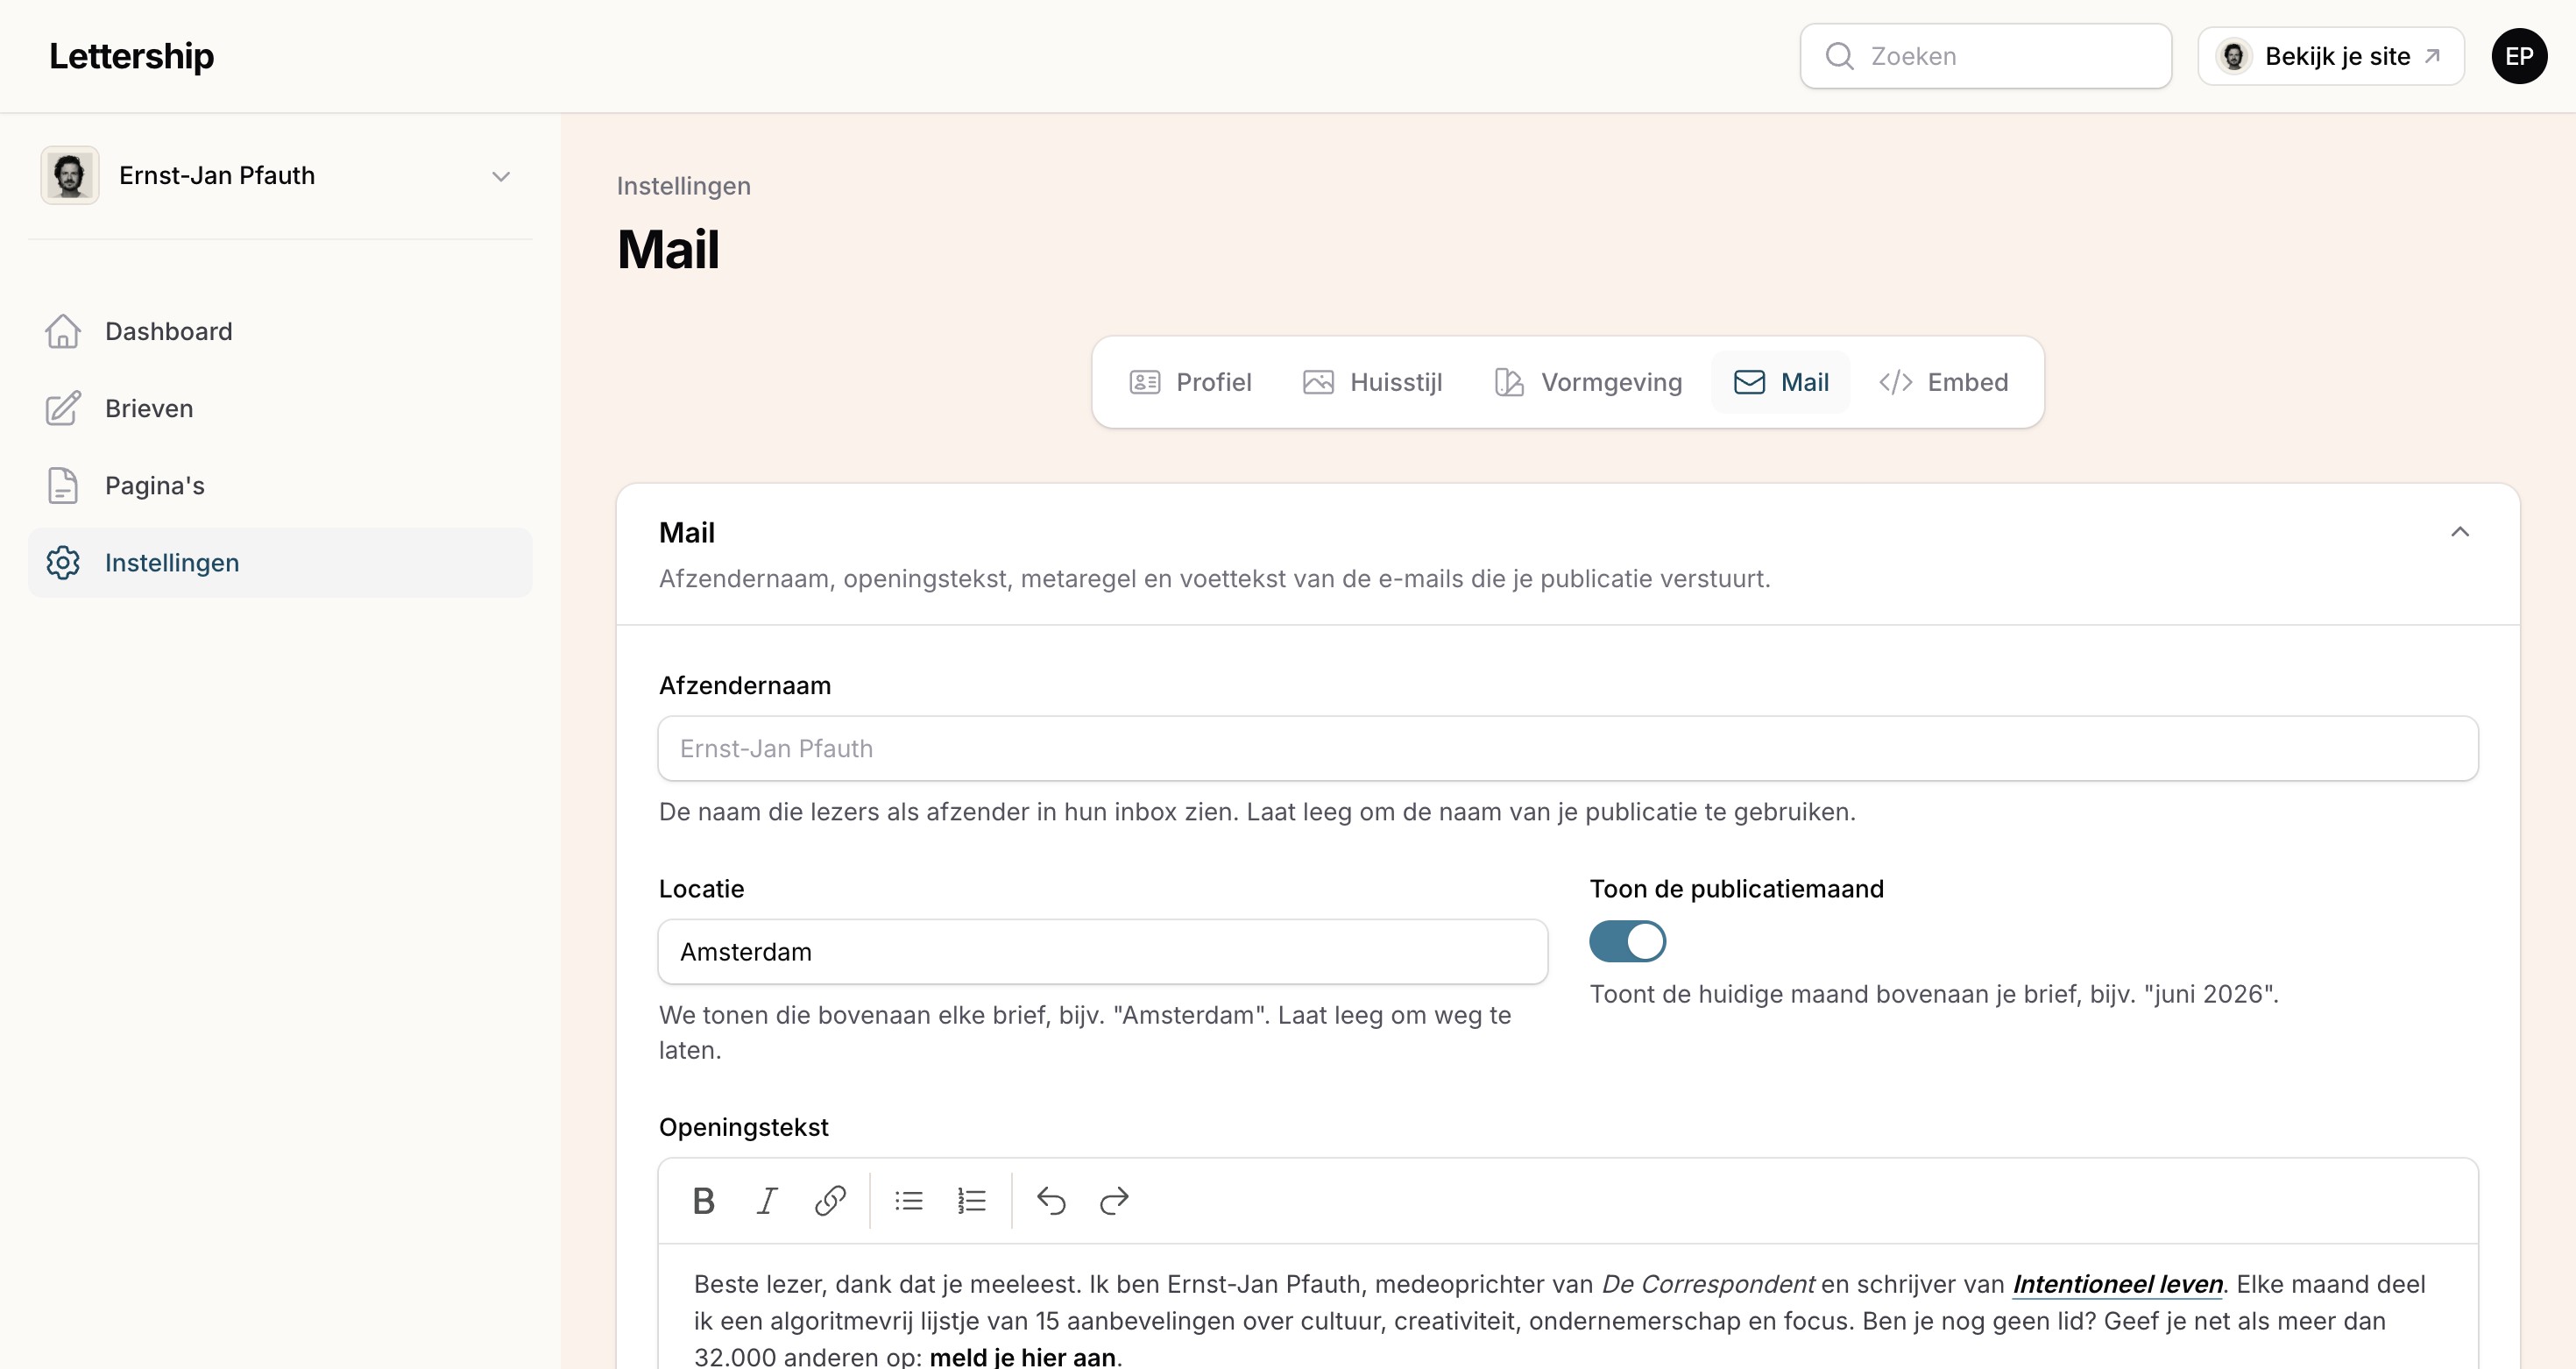 Lettership
Zoeken
Bekijk je site
EP
Ernst-Jan Pfauth
Dashboard
Brieven
Pagina's
Instellingen
Instellingen
Mail
Profiel
Huisstijl
Vormgeving
Mail
Embed
Mail
Afzendernaam, openingstekst, metaregel en voettekst van de e-mails die je publicatie verstuurt.
Afzendernaam
Ernst-Jan Pfauth
De naam die lezers als afzender in hun inbox zien. Laat leeg om de naam van je publicatie te gebruiken.
Locatie
Amsterdam
We tonen die bovenaan elke brief, bijv. "Amsterdam". Laat leeg om weg te
laten.
Toon de publicatiemaand
Toont de huidige maand bovenaan je brief, bijv. "juni 2026".
Openingstekst
Beste lezer, dank dat je meeleest. Ik ben Ernst-Jan Pfauth, medeoprichter van De Correspondent en schrijver van Intentioneel leven. Elke maand deel
ik een algoritmevrij lijstje van 15 aanbevelingen over cultuur, creativiteit, ondernemerschap en focus. Ben je nog geen lid? Geef je net als meer dan
32.000 anderen op: meld je hier aan.